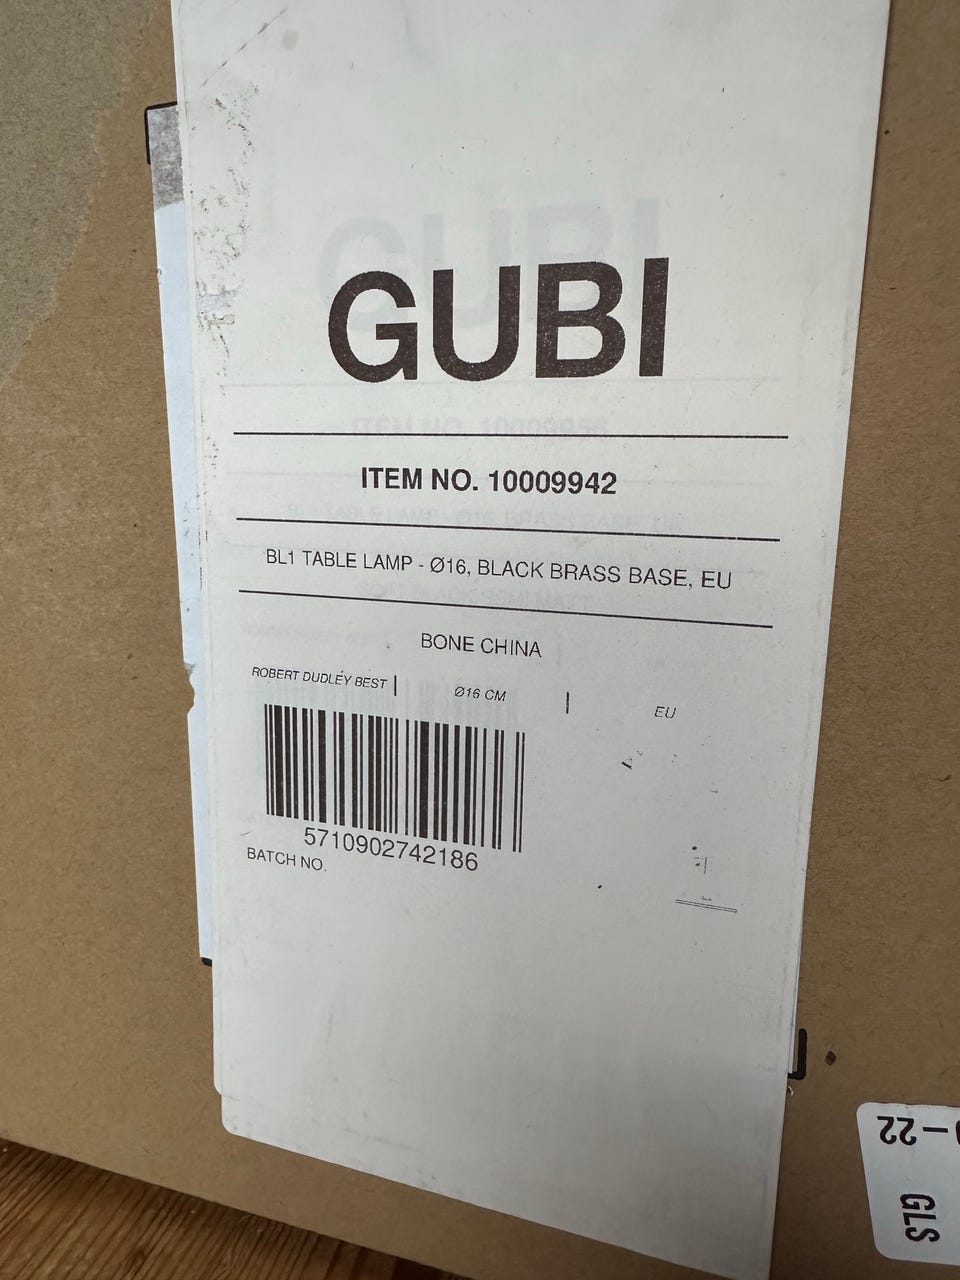 GUBI
ITEM NO. 10009942
BL1 TABLE LAMP - Ø16, BLACK BRASS BASE, EU
BONE CHINA
ROBERT DUDLEY BEST | Ø16 CM | EU
5710902742186
BATCH NO.
-22
GLS